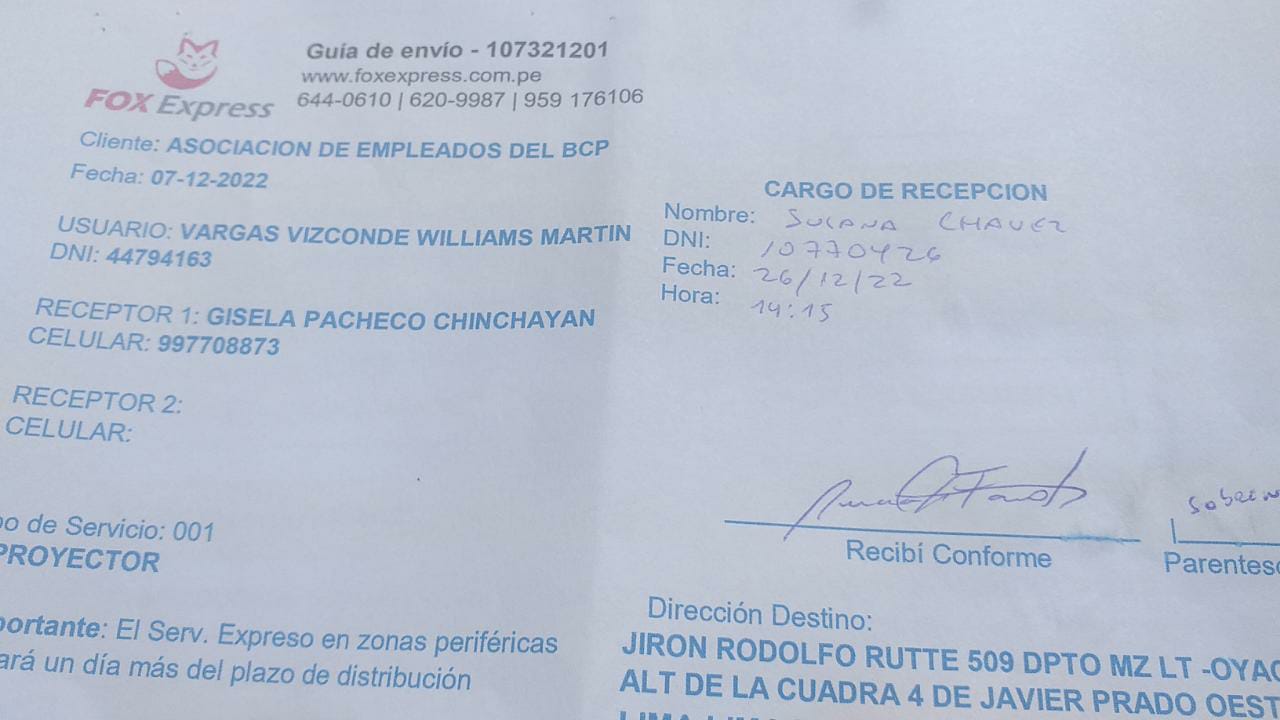 FOX Express
Guía de envío - 107321201
www.foxexpress.com.pe
644-0610 | 620-9987 | 959 176106
Cliente: ASOCIACION DE EMPLEADOS DEL BCP
Fecha: 07-12-2022
USUARIO: VARGAS VIZCONDE WILLIAMS MARTIN
DNI: 44794163
RECEPTOR 1: GISELA PACHECO CHINCHAYAN
CELULAR: 997708873
RECEPTOR 2:
CELULAR:
po de Servicio: 001
PROYECTOR
portante: El Serv. Expreso en zonas periféricas
ará un día más del plazo de distribución
CARGO DE RECEPCION
Nombre: SUSANA CHAVEZ
DNI: 10770426
Fecha: 26/12/22
Hora: 14:15
Recibí Conforme
Sobrin
Parentesc
Dirección Destino:
JIRON RODOLFO RUTTE 509 DPTO MZ LT -OYAG
ALT DE LA CUADRA 4 DE JAVIER PRADO OEST